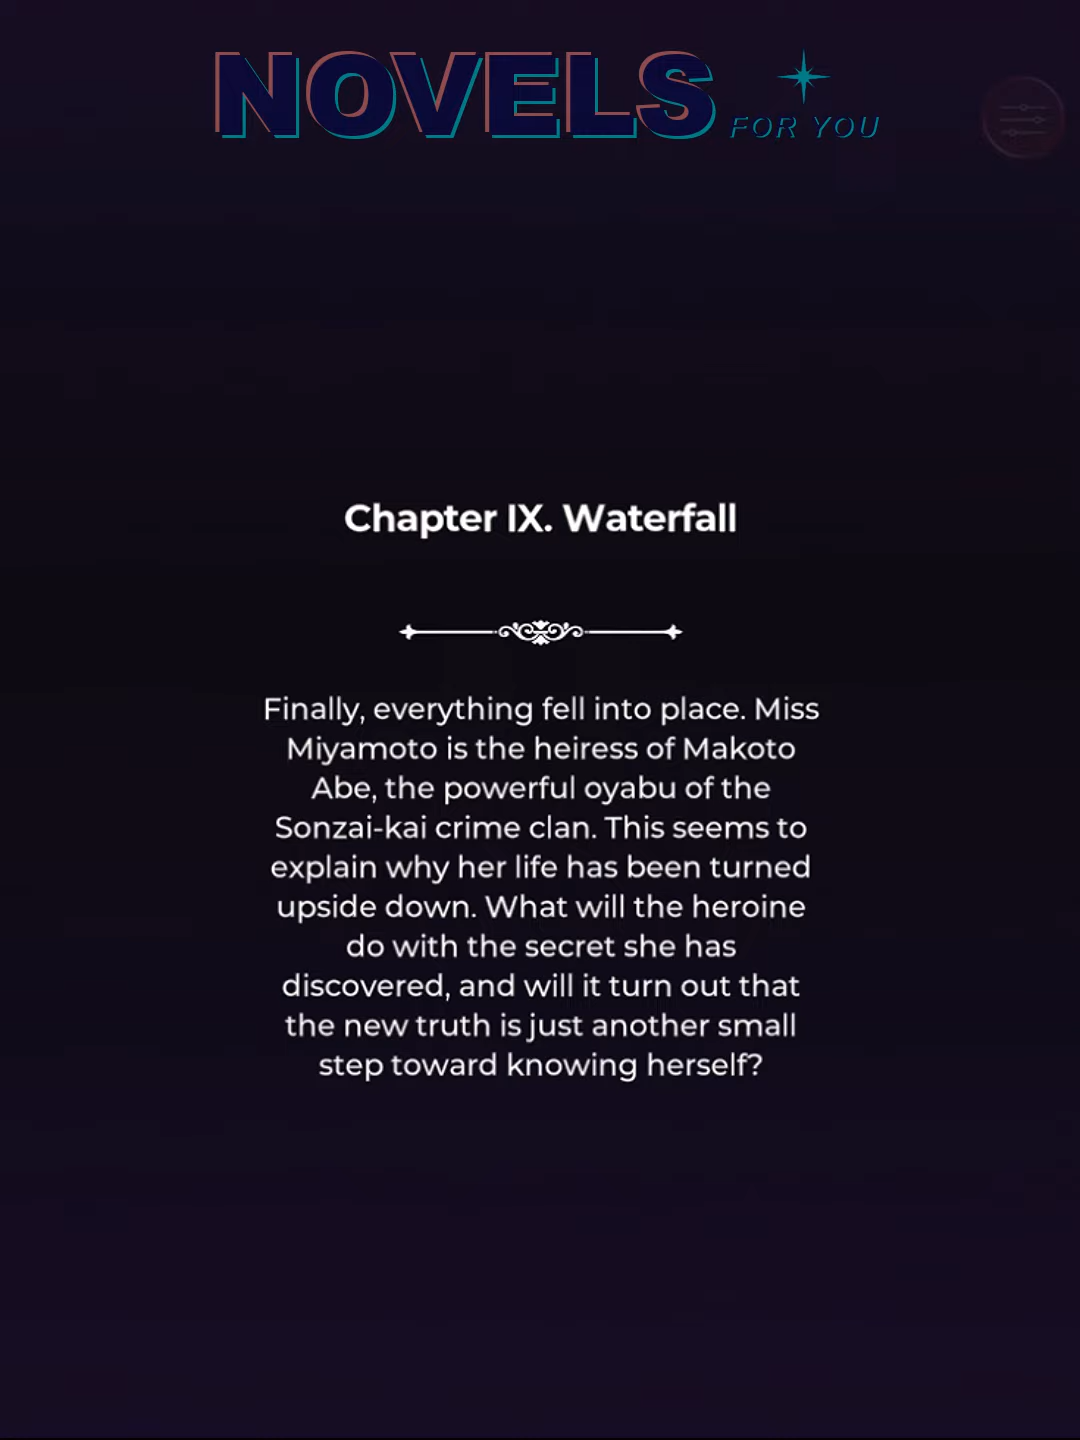 NOVELS
FOR YOU
Chapter IX. Waterfall
Finally, everything fell into place. Miss
Miyamoto is the heiress of Makoto
Abe, the powerful oyabu of the
Sonzai-kai crime clan. This seems to
explain why her life has been turned
upside down. What will the heroine
do with the secret she has
discovered, and will it turn out that
the new truth is just another small
step toward knowing herself?